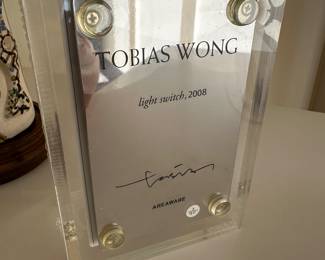 TOBIAS WONG
light switch, 2008
AREAWARE